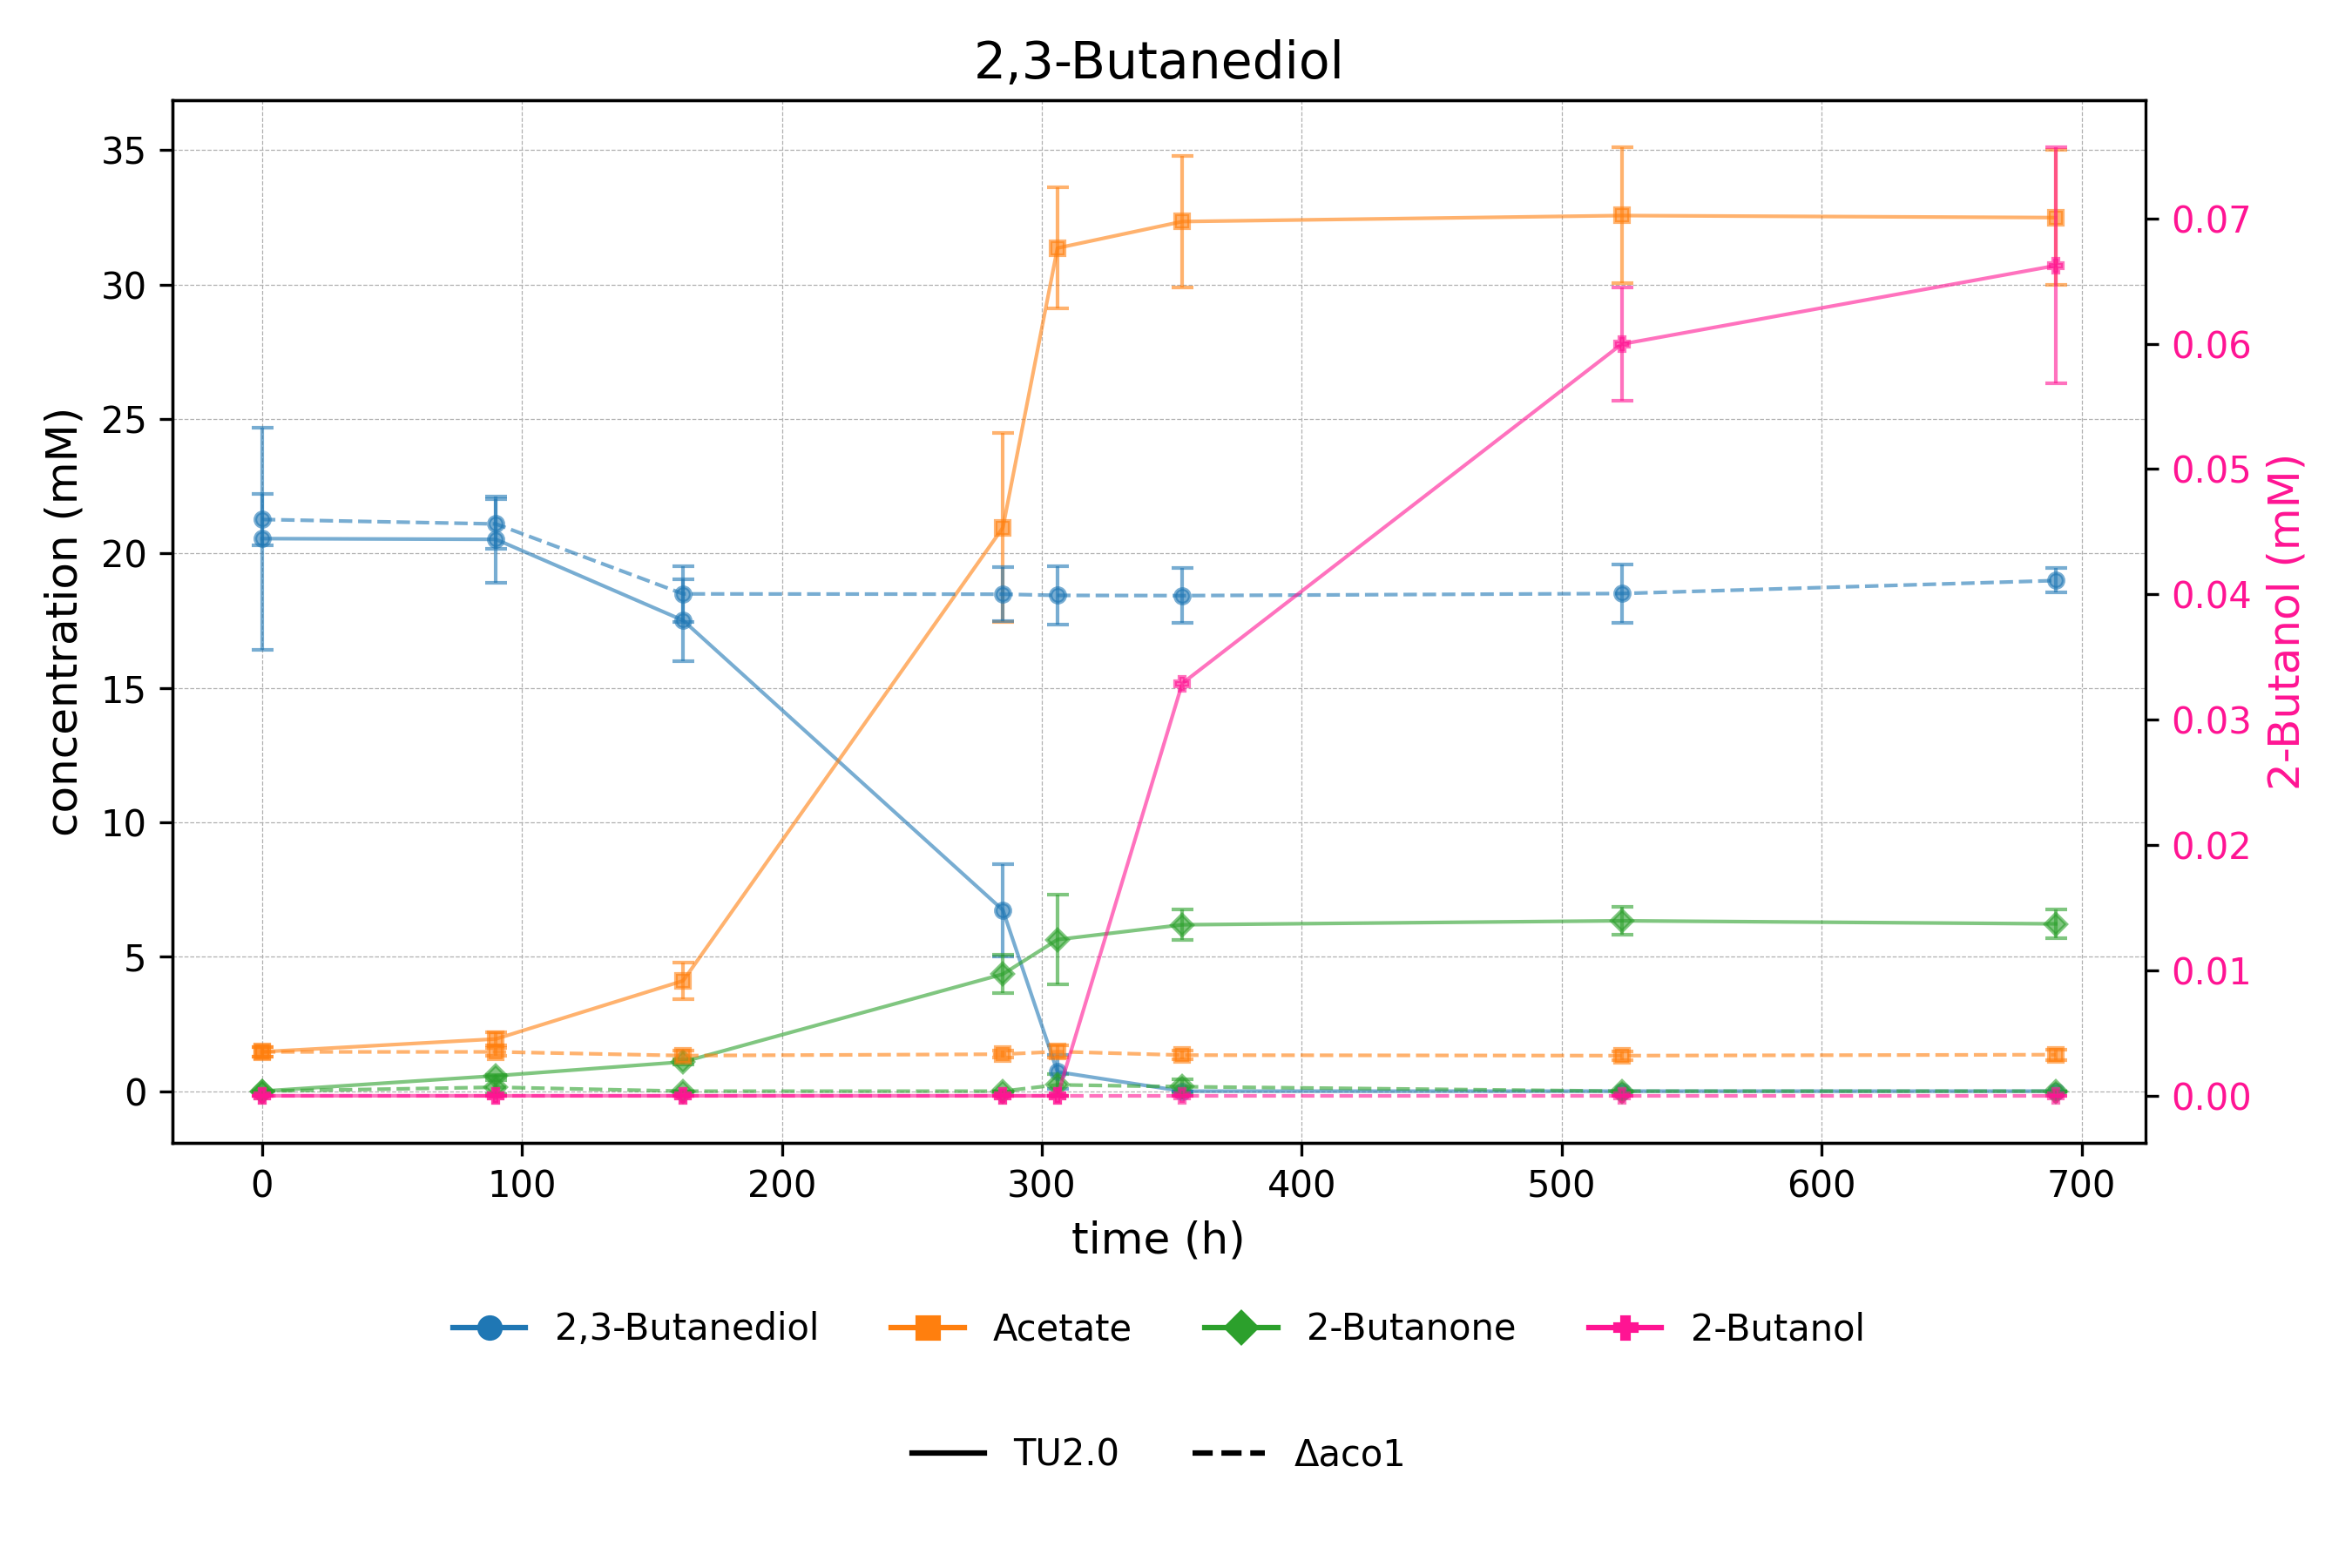 2,3-Butanediol
35
30
25
20
15
10
5
0
concentration (mM)
0.07
0.06
0.05
0.04
0.03
0.02
0.01
0.00
2-Butanol (mM)
0 100 200 300 400 500 600 700
time (h)
2,3-Butanediol Acetate 2-Butanone 2-Butanol
TU2.0 Δaco1